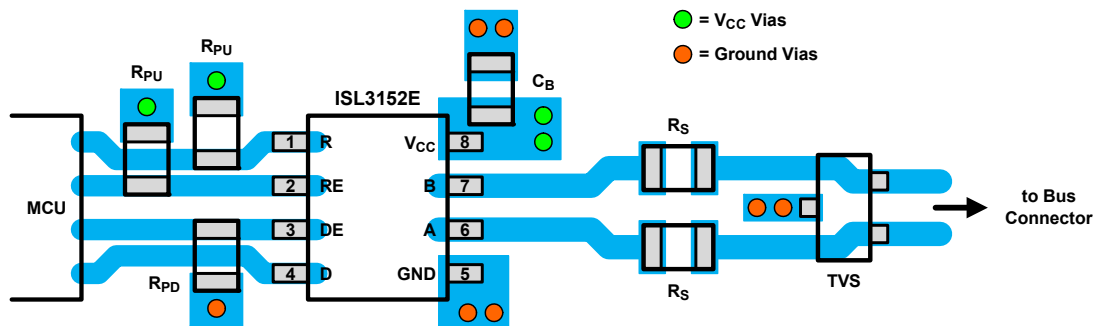 = VCC Vias
= Ground Vias
RPU
RPU
ISL3152E
CB
RS
1 R
VCC 8
2 RE
B 7
MCU
3 DE
A 6
4 D
GND 5
RPD
RS
TVS
to Bus
Connector